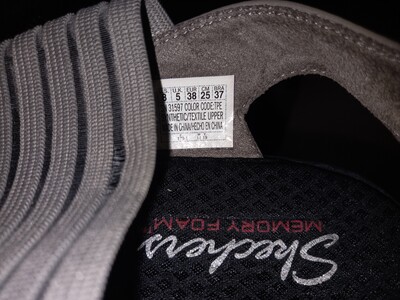 U.K. EUR CM BRA
8 5 38 25 37
31597 COLOR CODE:TPE
SYNTHETIC/TEXTILE UPPER
MADE IN CHINA/HECHO EN CHINA
Skechers
MEMORY FOAM